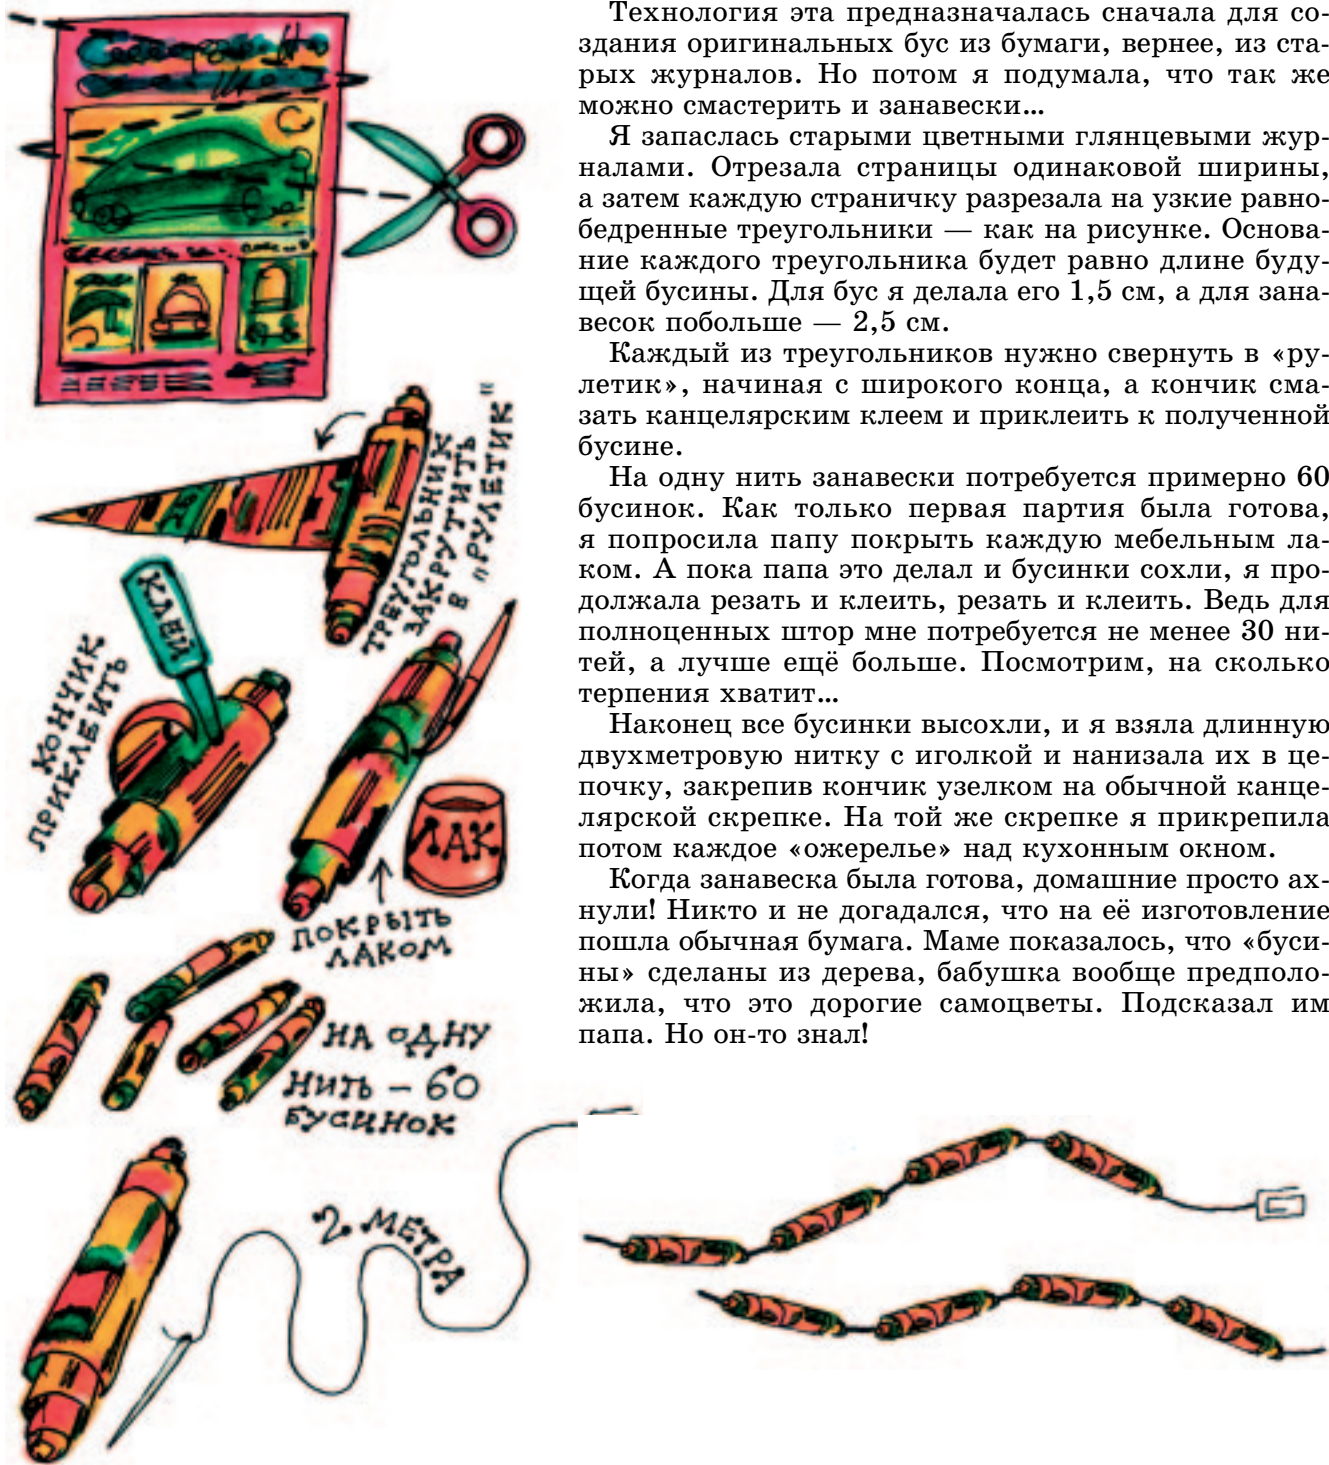 Технология эта предназначалась сначала для со-
здания оригинальных бус из бумаги, вернее, из ста-
рых журналов. Но потом я подумала, что так же
можно смастерить и занавески…
Я запаслась старыми цветными глянцевыми жур-
налами. Отрезала страницы одинаковой ширины,
а затем каждую страничку разрезала на узкие равно-
бедренные треугольники — как на рисунке. Основа-
ние каждого треугольника будет равно длине буду-
щей бусины. Для бус я делала его 1,5 см, а для зана-
весок побольше — 2,5 см.
Каждый из треугольников нужно свернуть в «ру-
летик», начиная с широкого конца, а кончик сма-
зать канцелярским клеем и приклеить к полученной
бусине.
На одну нить занавески потребуется примерно 60
бусинок. Как только первая партия была готова,
я попросила папу покрыть каждую мебельным ла-
ком. А пока папа это делал и бусинки сохли, я про-
должала резать и клеить, резать и клеить. Ведь для
полноценных штор мне потребуется не менее 30 ни-
тей, а лучше ещё больше. Посмотрим, на сколько
терпения хватит…
Наконец все бусинки высохли, и я взяла длинную
двухметровую нитку с иголкой и нанизала их в це-
почку, закрепив кончик узелком на обычной канце-
лярской скрепке. На той же скрепке я прикрепила
потом каждое «ожерелье» над кухонным окном.
Когда занавеска была готова, домашние просто ах-
нули! Никто и не догадался, что на её изготовление
пошла обычная бумага. Маме показалось, что «буси-
ны» сделаны из дерева, бабушка вообще предполо-
жила, что это дорогие самоцветы. Подсказал им
папа. Но он-то знал!
ТРЕУГОЛЬНИК
ЗАКРУТИТЬ
В „РУЛЕТИК"
КЛЕЙ
КОНЧИК
ПРИКЛЕИТЬ
ЛАК
ПОКРЫТЬ
ЛАКОМ
НА ОДНУ
НИТЬ – 60
БУСИНОК
2 МЕТРА